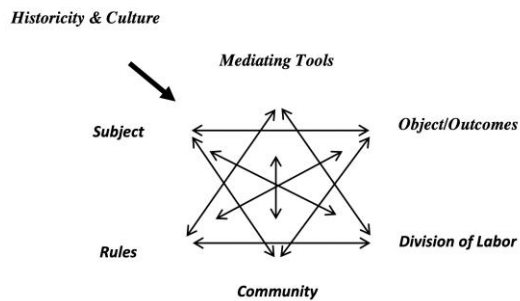 Historicity & Culture
Mediating Tools
Subject
Object/Outcomes
Rules
Division of Labor
Community